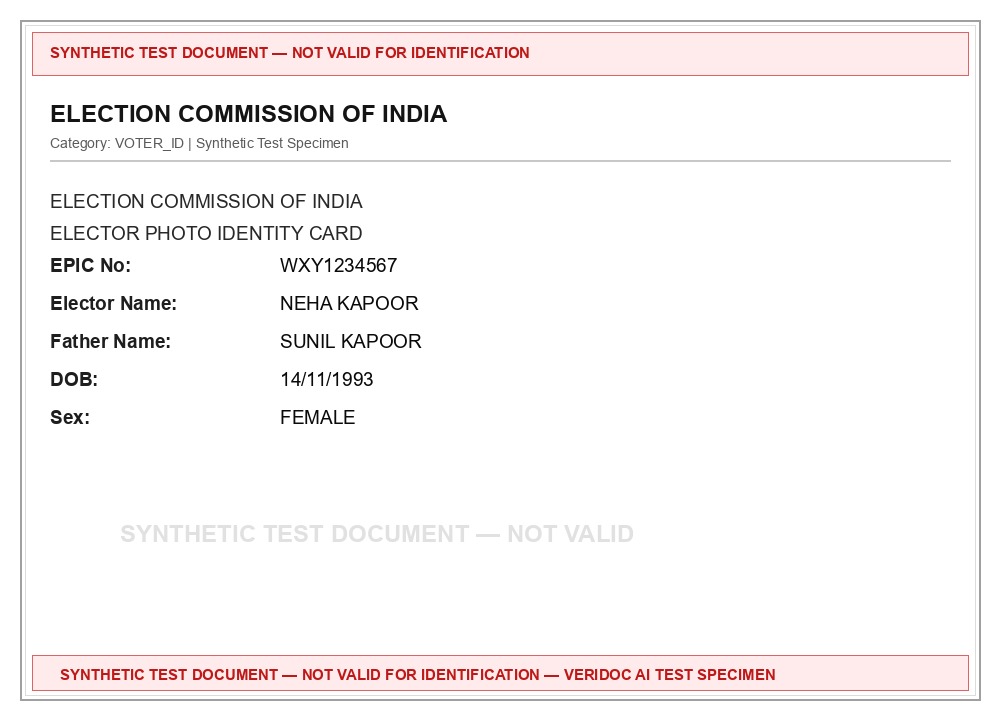 SYNTHETIC TEST DOCUMENT — NOT VALID FOR IDENTIFICATION
ELECTION COMMISSION OF INDIA
Category: VOTER_ID | Synthetic Test Specimen
ELECTION COMMISSION OF INDIA
ELECTOR PHOTO IDENTITY CARD
EPIC No: WXY1234567
Elector Name: NEHA KAPOOR
Father Name: SUNIL KAPOOR
DOB: 14/11/1993
Sex: FEMALE
SYNTHETIC TEST DOCUMENT — NOT VALID
SYNTHETIC TEST DOCUMENT — NOT VALID FOR IDENTIFICATION — VERIDOC AI TEST SPECIMEN